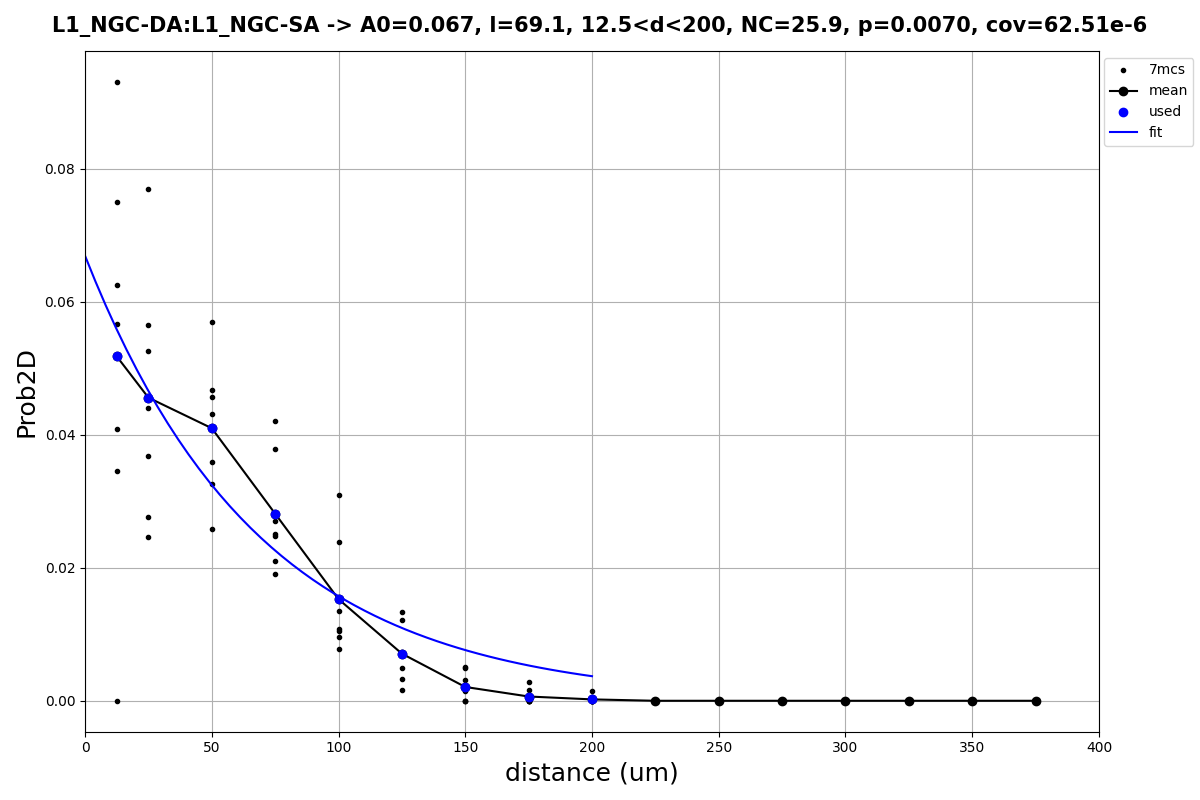 L1_NGC-DA:L1_NGC-SA -> A0=0.067, l=69.1, 12.5<d<200, NC=25.9, p=0.0070, cov=62.51e-6
7mcs
mean
used
fit
Prob2D
0.08
0.06
0.04
0.02
0.00
0 50 100 150 200 250 300 350 400
distance (um)